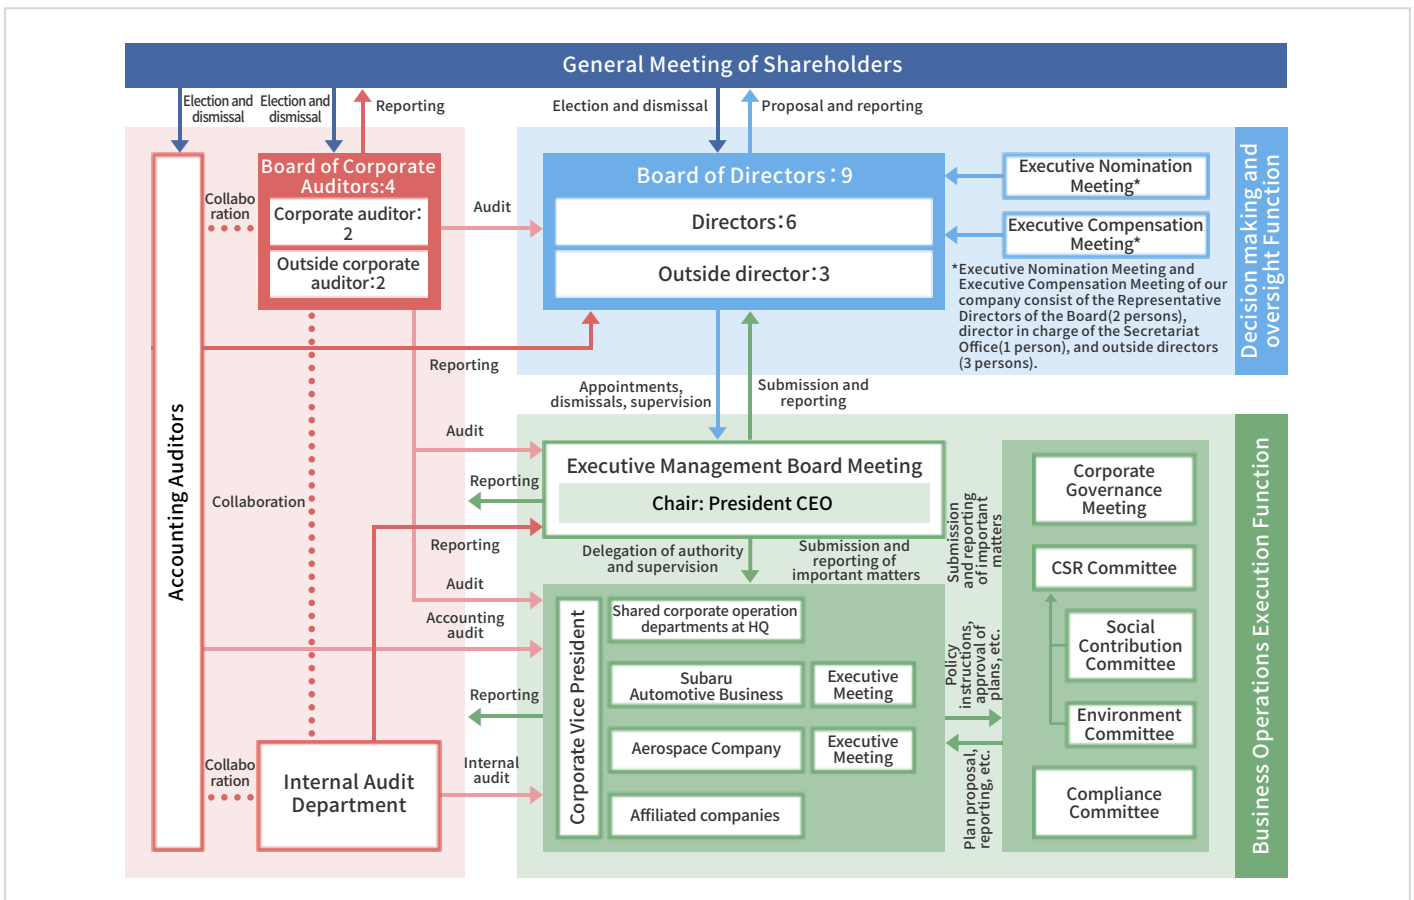 General Meeting of Shareholders
Election and
dismissal
Election and
dismissal
Reporting
Election and dismissal
Proposal and reporting
Board of Corporate
Auditors:4
Corporate auditor:
2
Outside corporate
auditor:2
Collabo
ration
Audit
Board of Directors：9
Directors：6
Outside director：3
Executive Nomination
Meeting*
Executive Compensation
Meeting*
*Executive Nomination Meeting and
Executive Compensation Meeting of our
company consist of the Representative
Directors of the Board(2 persons),
director in charge of the Secretariat
Office(1 person), and outside directors
(3 persons).
Decision making and
oversight Function
Reporting
Appointments,
dismissals, supervision
Submission and
reporting
Accounting Auditors
Collaboration
Audit
Reporting
Reporting
Executive Management Board Meeting
Chair: President CEO
Delegation of authority
and supervision
Submission and
reporting of
important matters
Submission
and reporting
of important
matters
Corporate
Governance
Meeting
CSR Committee
Social
Contribution
Committee
Environment
Committee
Compliance
Committee
Business Operations Execution Function
Audit
Accounting
audit
Reporting
Internal
audit
Corporate Vice President
Shared corporate operation
departments at HQ
Subaru
Automotive Business
Executive
Meeting
Aerospace Company
Executive
Meeting
Affiliated companies
Policy
instructions,
approval of
plans, etc.
Plan proposal,
reporting, etc.
Collabo
ration
Internal Audit
Department